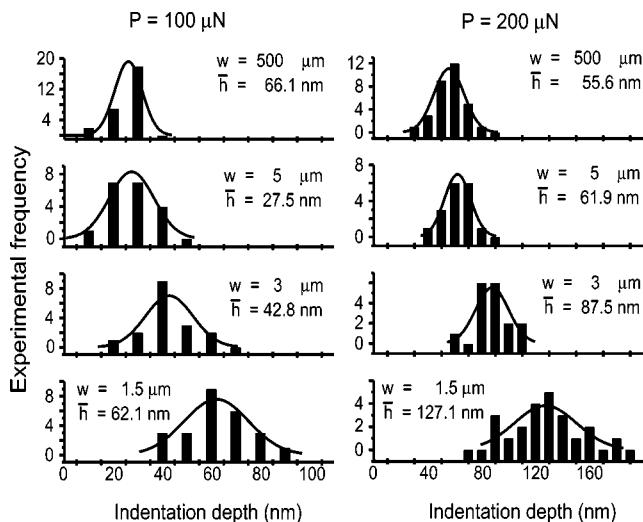 P = 100 μN
P = 200 μN
Experimental frequency
20
12
4
w = 500 μm
h̅ = 66.1 nm
12
8
4
0
w = 500 μm
h̅ = 55.6 nm
8
4
0
w = 5 μm
h̅ = 27.5 nm
8
4
0
w = 5 μm
h̅ = 61.9 nm
8
4
0
w = 3 μm
h̅ = 42.8 nm
6
4
2
0
w = 3 μm
h̅ = 87.5 nm
8
4
0
w = 1.5 μm
h̅ = 62.1 nm
6
4
2
0
w = 1.5 μm
h̅ = 127.1 nm
0 20 40 60 80 100
0 40 80 120 160
Indentation depth (nm)
Indentation depth (nm)